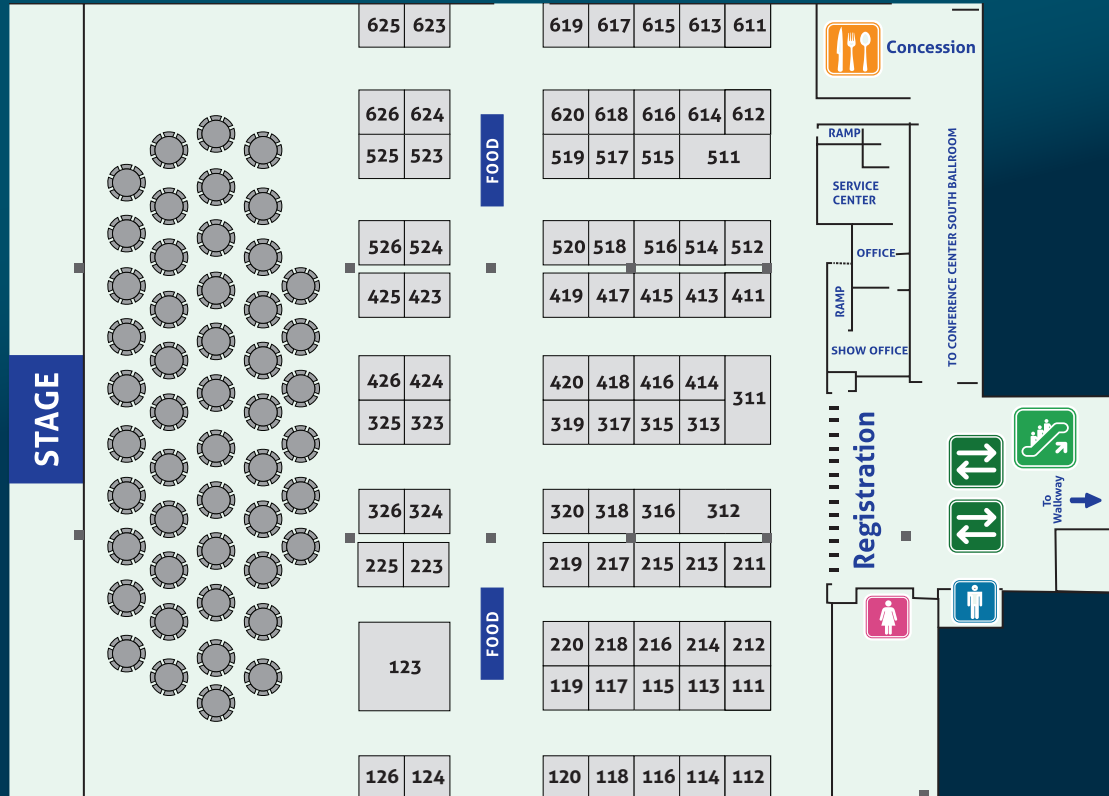 625 623 619 617 615 613 611
Concession
626 624 620 618 616 614 612
525 523 519 517 515 511
FOOD
RAMP
SERVICE
CENTER
TO CONFERENCE CENTER SOUTH BALLROOM
526 524 520 518 516 514 512
OFFICE
425 423 419 417 415 413 411
RAMP
SHOW OFFICE
STAGE
426 424 420 418 416 414 311
325 323 319 317 315 313
Registration
To
Walkway
326 324 320 318 316 312
225 223 219 217 215 213 211
FOOD
123
220 218 216 214 212
119 117 115 113 111
126 124 120 118 116 114 112